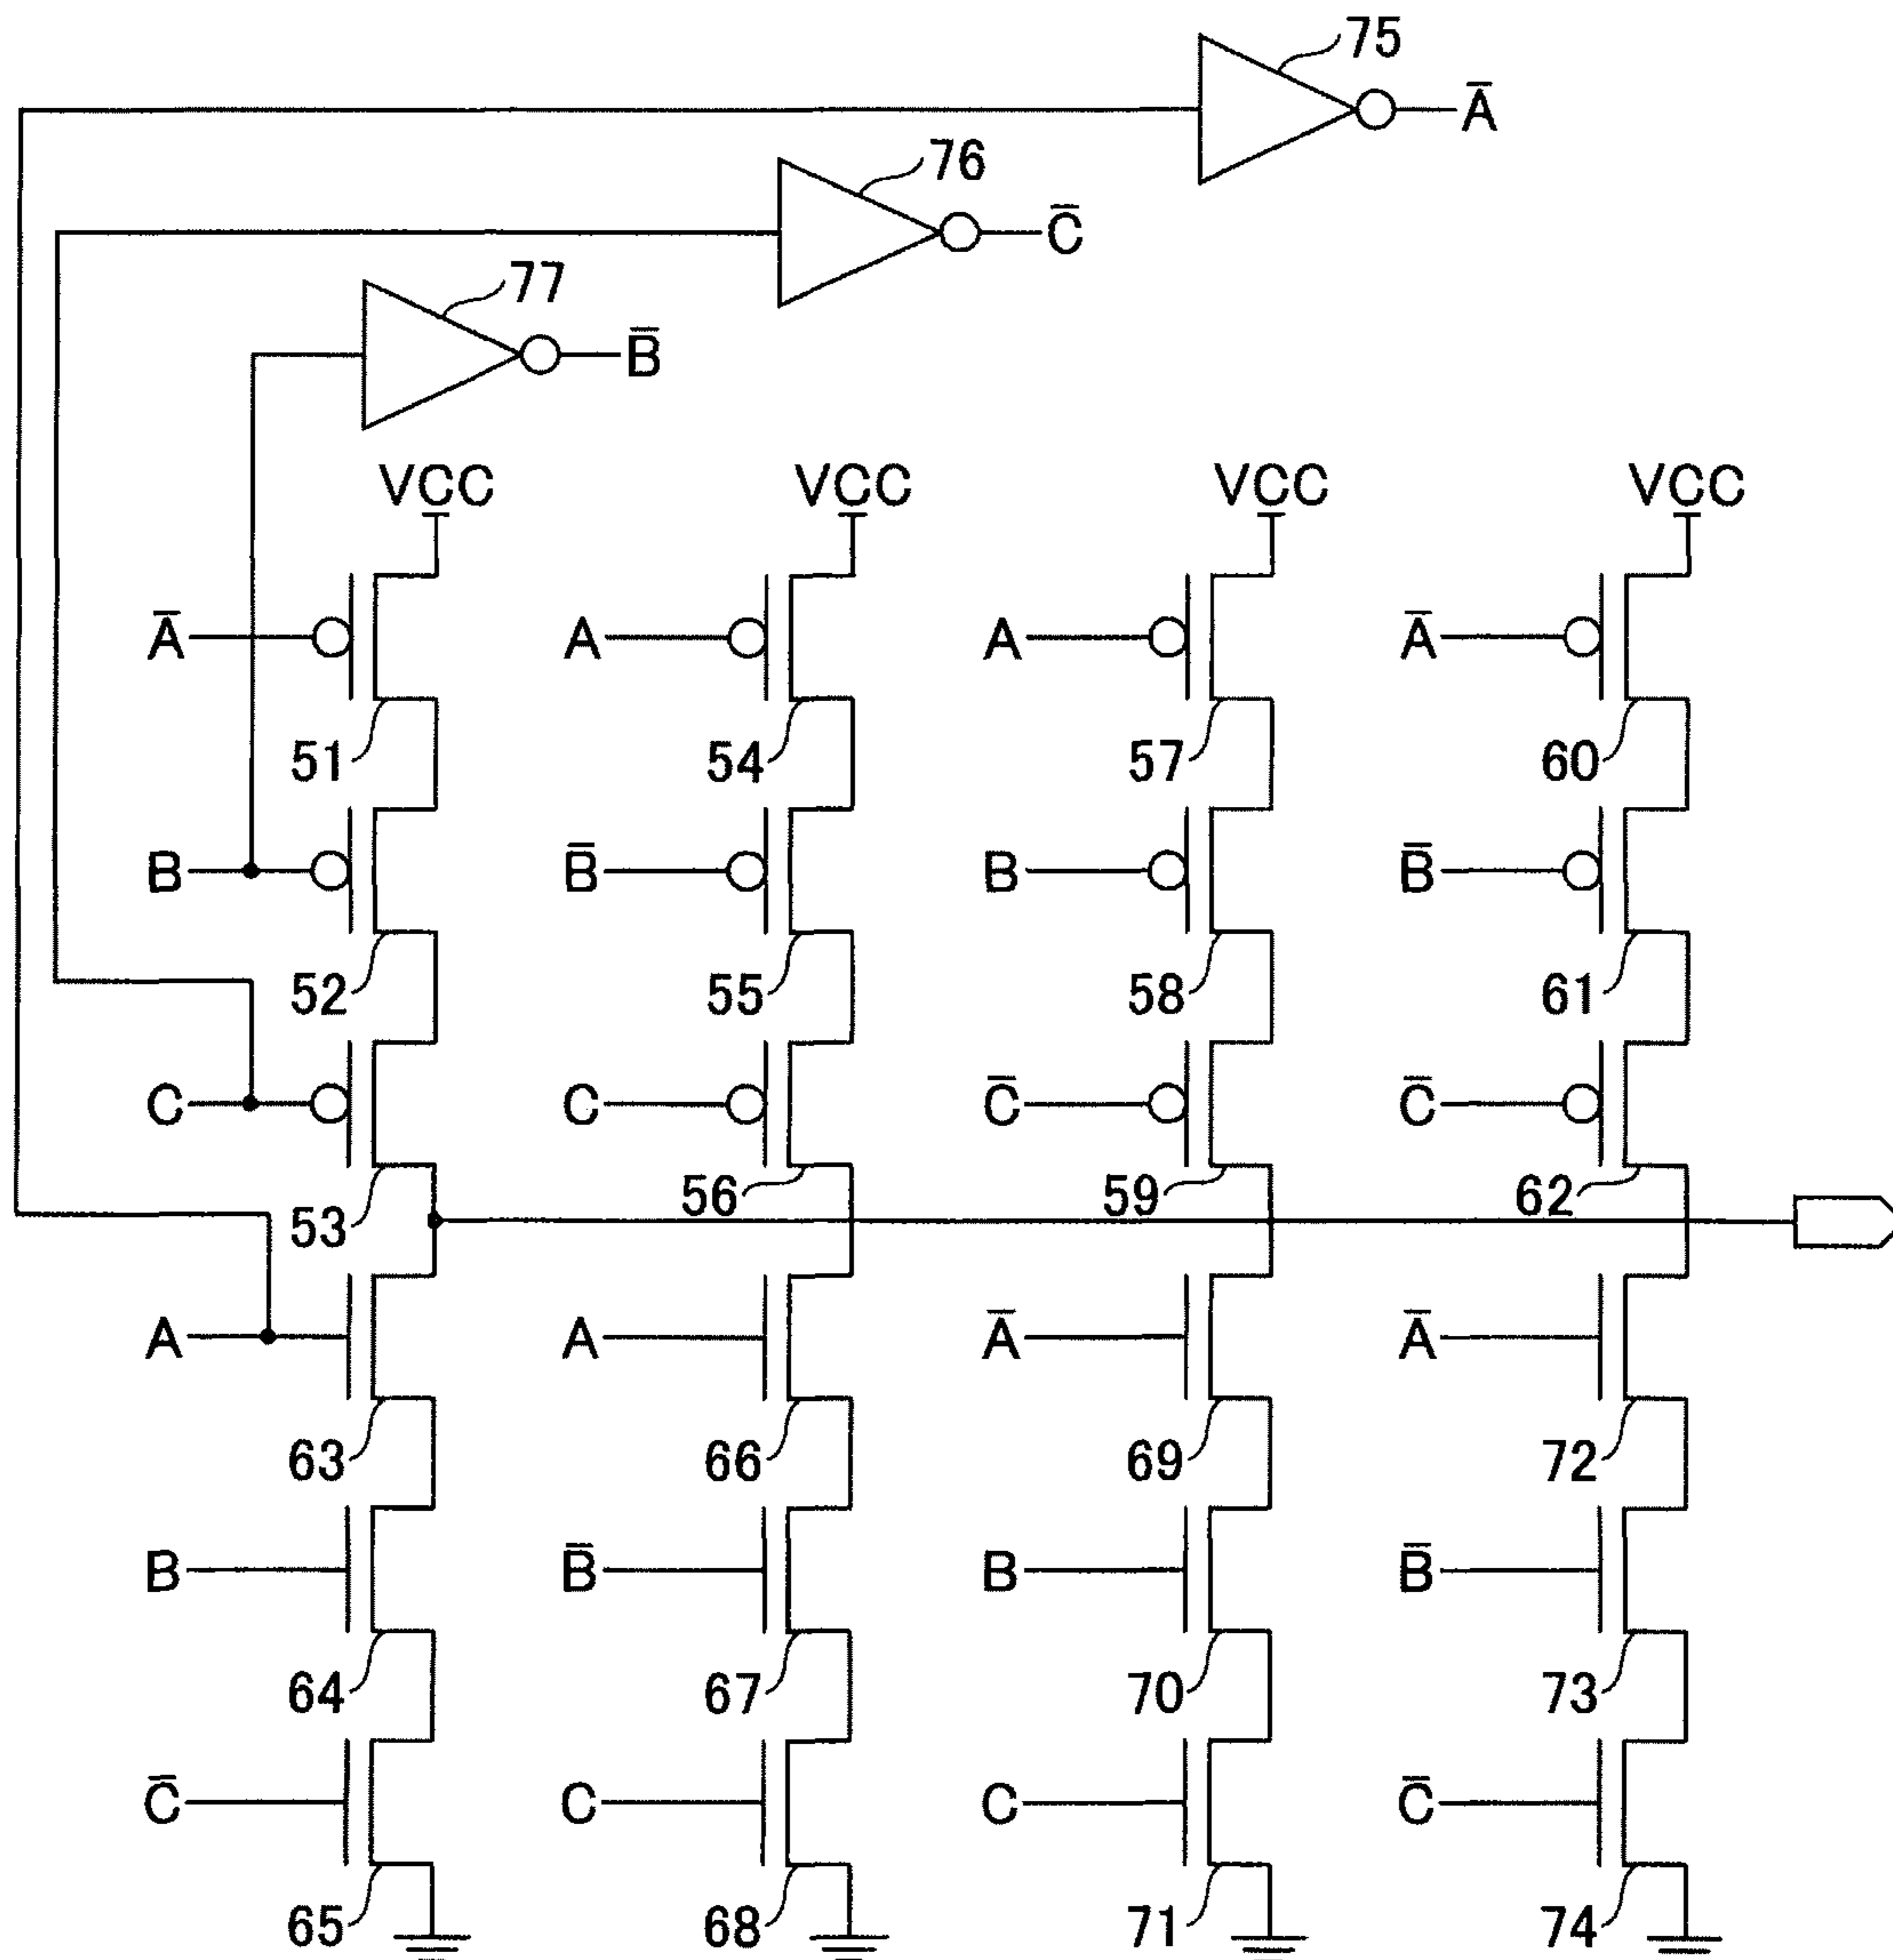 75
A̅
76
C̅
77
B̅
VCC VCC VCC VCC
A̅ A A A̅
51 54 57 60
B B̅ B B̅
52 55 58 61
C C C̅ C̅
53 56 59 62
A A A̅ A̅
63 66 69 72
B B̅ B B̅
64 67 70 73
C̅ C C C̅
65 68 71 74